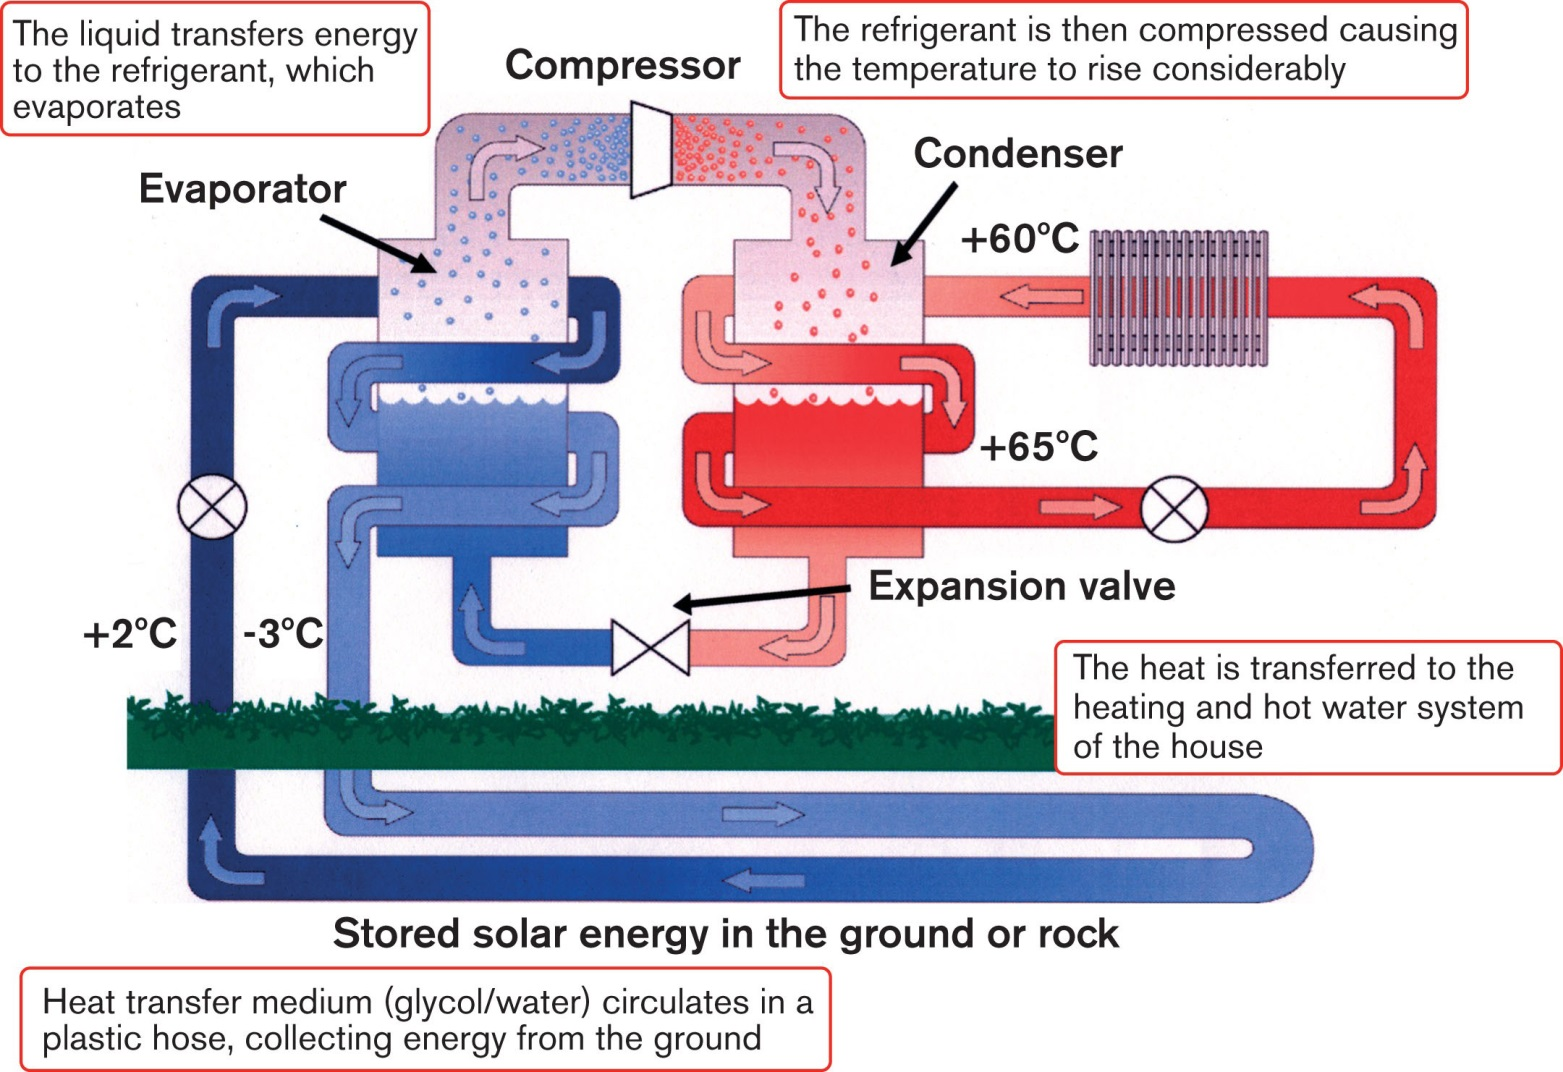 The liquid transfers energy
to the refrigerant, which
evaporates
Compressor
The refrigerant is then compressed causing
the temperature to rise considerably
Evaporator
Condenser
+60°C
+65°C
Expansion valve
+2°C
-3°C
The heat is transferred to the
heating and hot water system
of the house
Stored solar energy in the ground or rock
Heat transfer medium (glycol/water) circulates in a
plastic hose, collecting energy from the ground